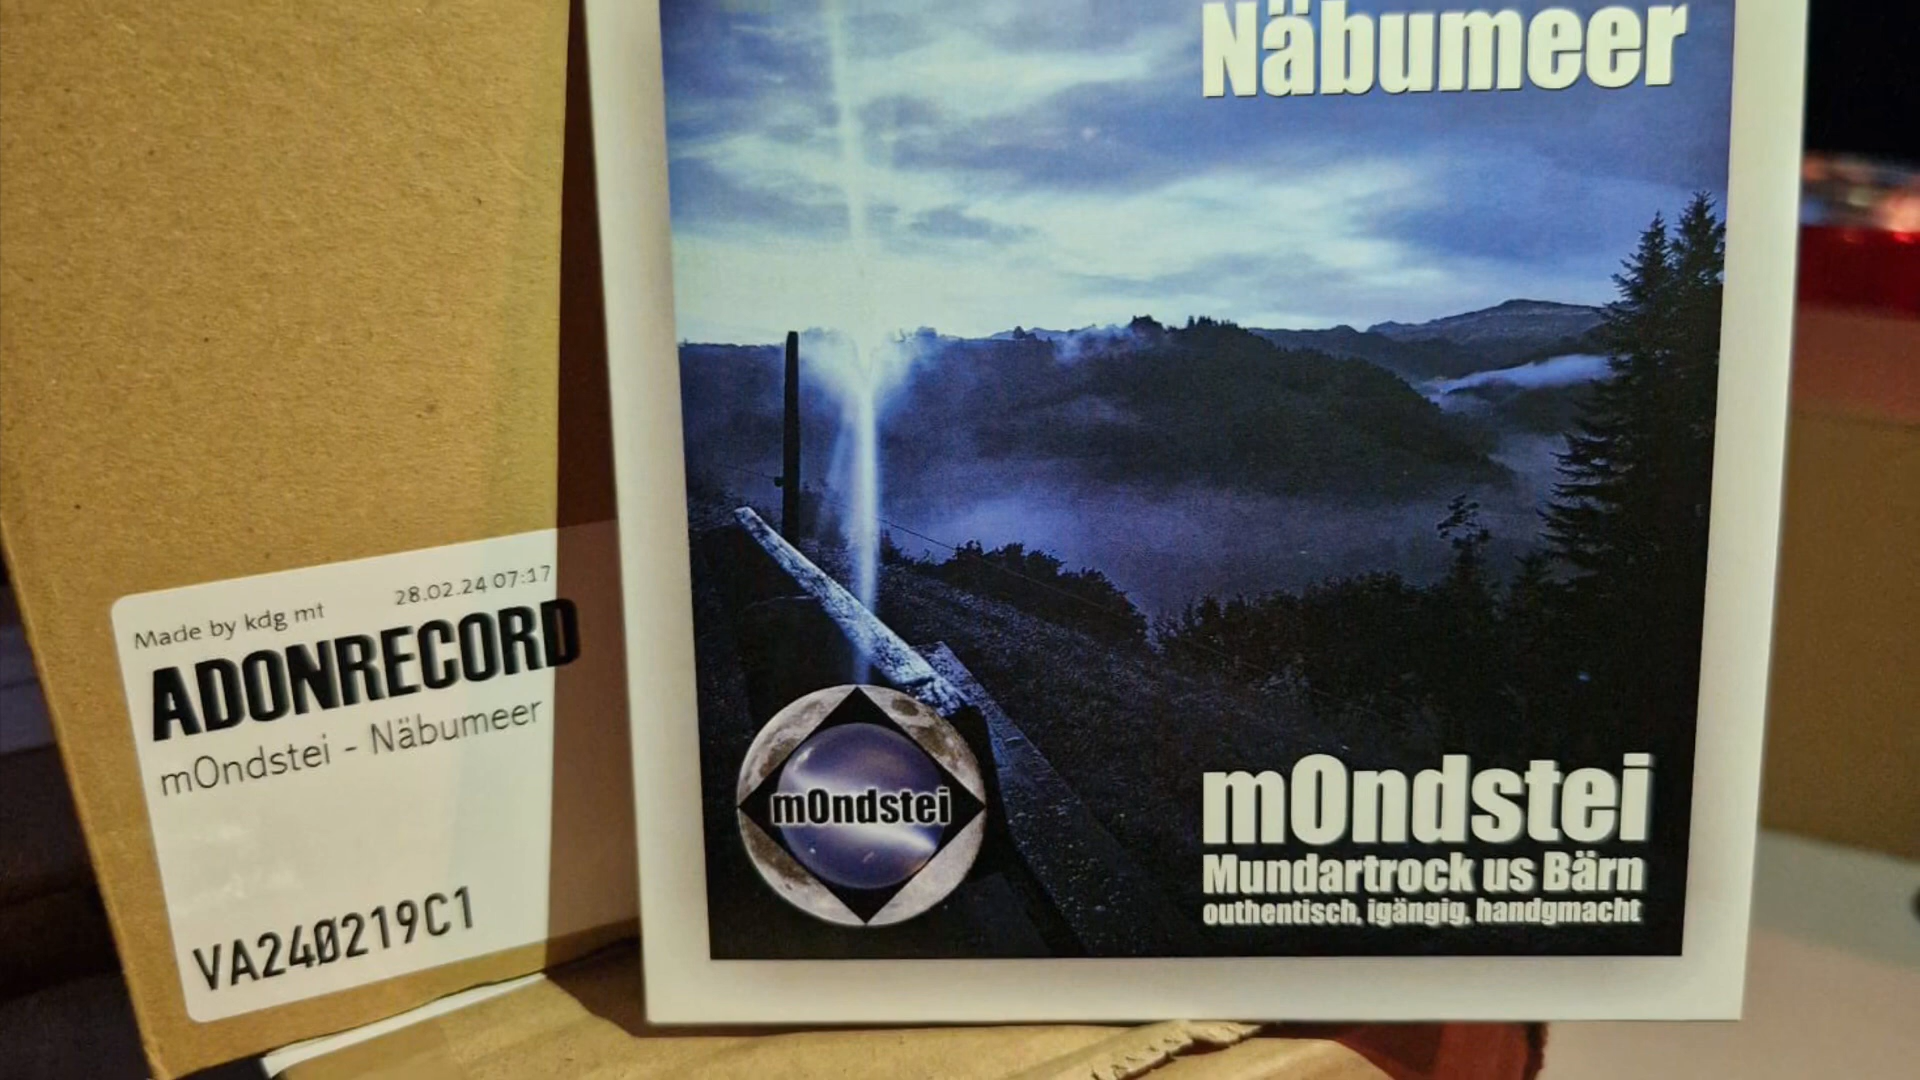 Made by kdg mt 28.02.24 07:17
ADONRECORD
mOndstei - Näbumeer
VA240219C1
Näbumeer
mOndstei
mOndstei
Mundartrock us Bärn
outhentisch, igängig, handgmacht